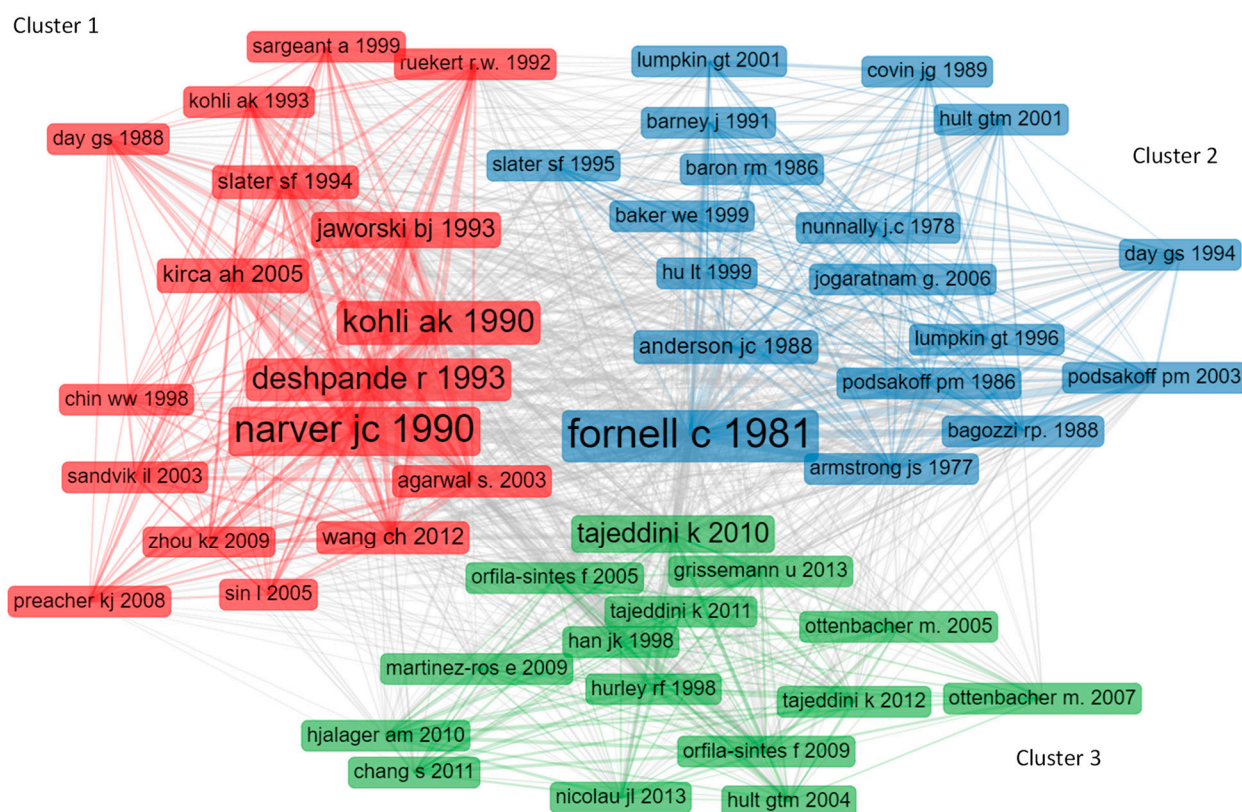 Cluster 1
sargeant a 1999
ruekert r.w. 1992
kohli ak 1993
day gs 1988
slater sf 1994
jaworski bj 1993
kirca ah 2005
kohli ak 1990
deshpande r 1993
narver jc 1990
chin ww 1998
sandvik il 2003
agarwal s. 2003
zhou kz 2009
wang ch 2012
preacher kj 2008
sin l 2005
lumpkin gt 2001
covin jg 1989
barney j 1991
hult gtm 2001
Cluster 2
slater sf 1995
baron rm 1986
baker we 1999
nunnally j.c 1978
day gs 1994
hu lt 1999
jogaratnam g. 2006
anderson jc 1988
lumpkin gt 1996
podsakoff pm 1986
podsakoff pm 2003
fornell c 1981
bagozzi rp. 1988
armstrong js 1977
tajeddini k 2010
orfila-sintes f 2005
grissemann u 2013
tajeddini k 2011
ottenbacher m. 2005
han jk 1998
martinez-ros e 2009
hurley rf 1998
tajeddini k 2012
ottenbacher m. 2007
hjalager am 2010
orfila-sintes f 2009
Cluster 3
chang s 2011
nicolau jl 2013
hult gtm 2004